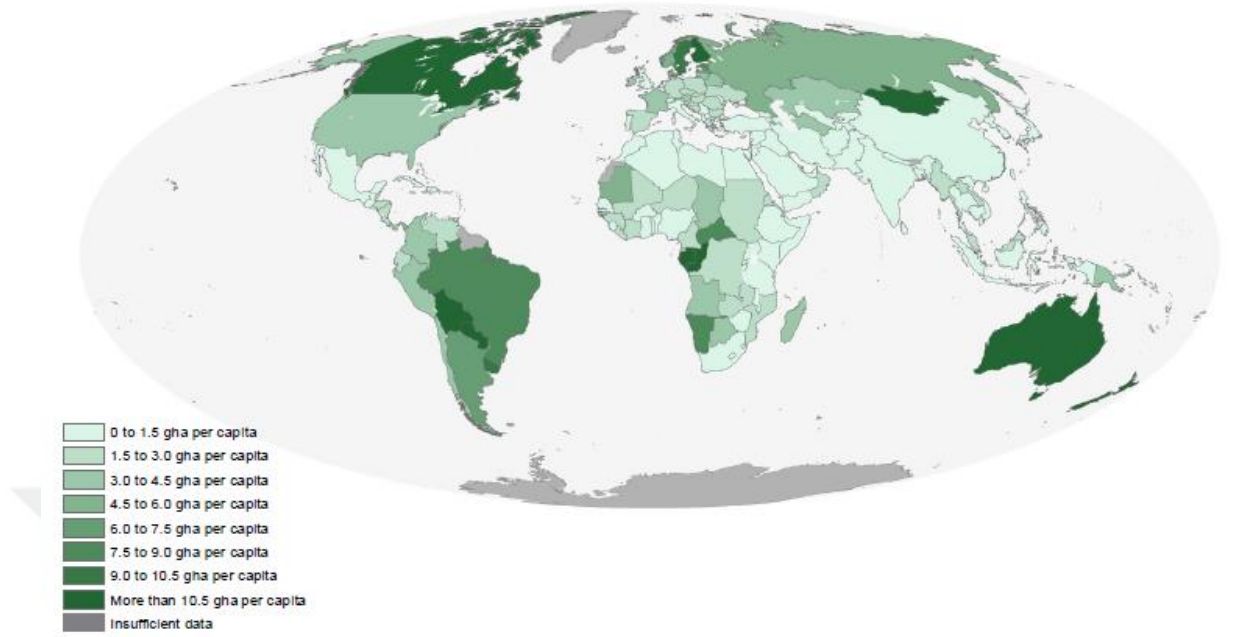 0 to 1.5 gha per capita
1.5 to 3.0 gha per capita
3.0 to 4.5 gha per capita
4.5 to 6.0 gha per capita
6.0 to 7.5 gha per capita
7.5 to 9.0 gha per capita
9.0 to 10.5 gha per capita
More than 10.5 gha per capita
Insufficient data